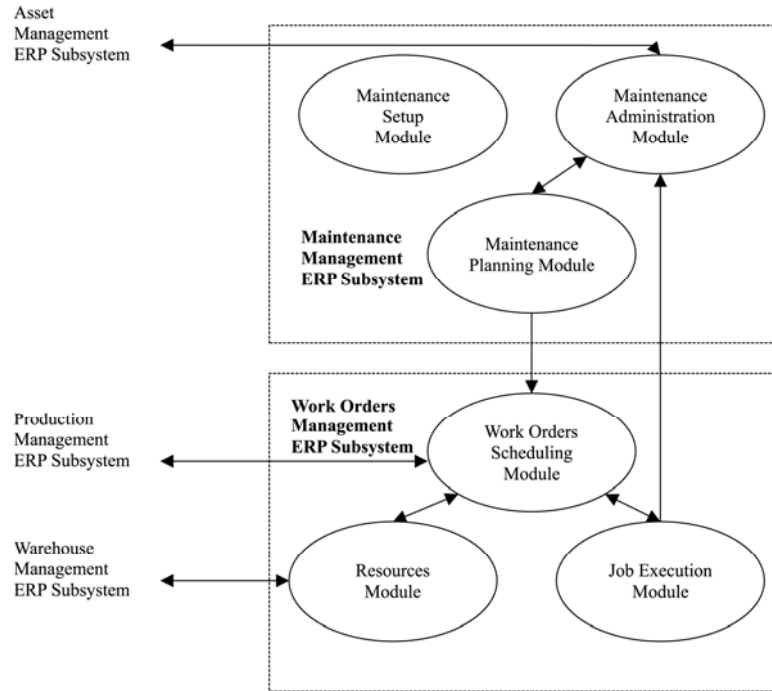 Asset
Management
ERP Subsystem
Maintenance
Setup
Module
Maintenance
Administration
Module
Maintenance
Management
ERP Subsystem
Maintenance
Planning Module
Work Orders
Management
ERP Subsystem
Work Orders
Scheduling
Module
Production
Management
ERP Subsystem
Warehouse
Management
ERP Subsystem
Resources
Module
Job Execution
Module